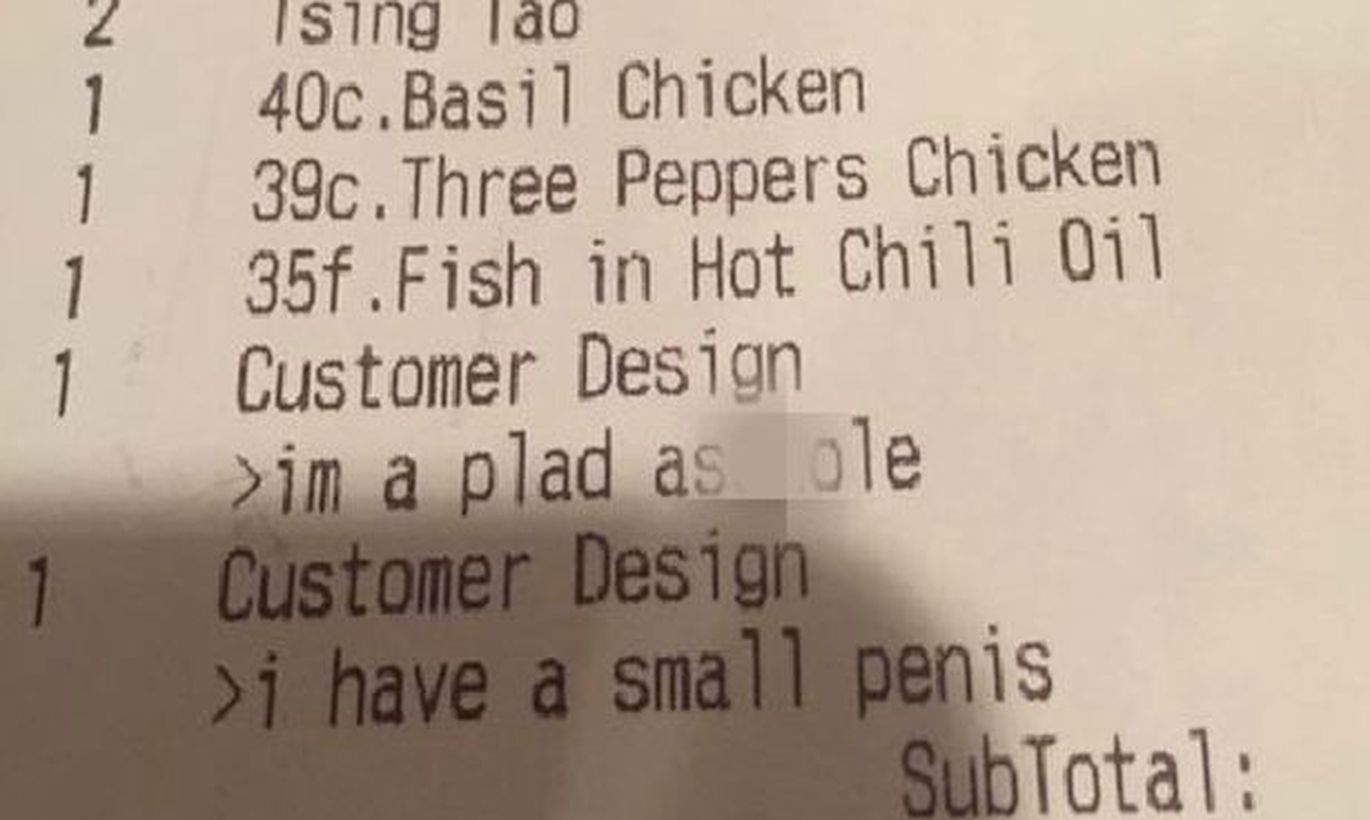 2 Tsing Tao
1 40c.Basil Chicken
1 39c.Three Peppers Chicken
1 35f.Fish in Hot Chili Oil
1 Customer Design
>im a plad
1 Customer Design
>i have a small penis
SubTotal: